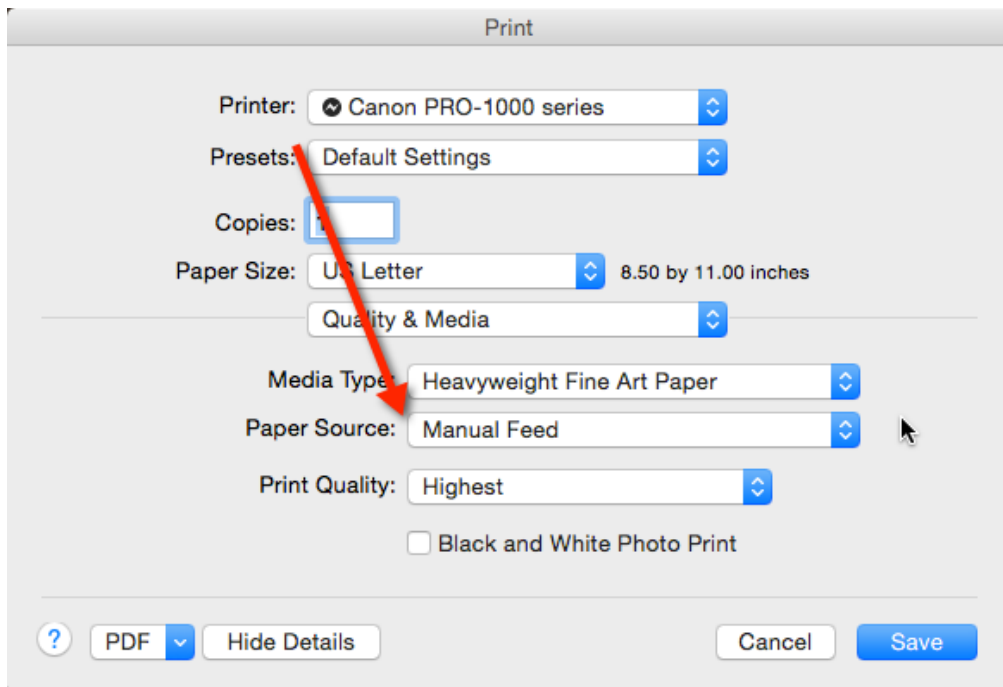 Print
Printer: Canon PRO-1000 series
Presets: Default Settings
Copies: 1
Paper Size: US Letter 8.50 by 11.00 inches
Quality & Media
Media Type: Heavyweight Fine Art Paper
Paper Source: Manual Feed
Print Quality: Highest
Black and White Photo Print
? PDF Hide Details Cancel Save